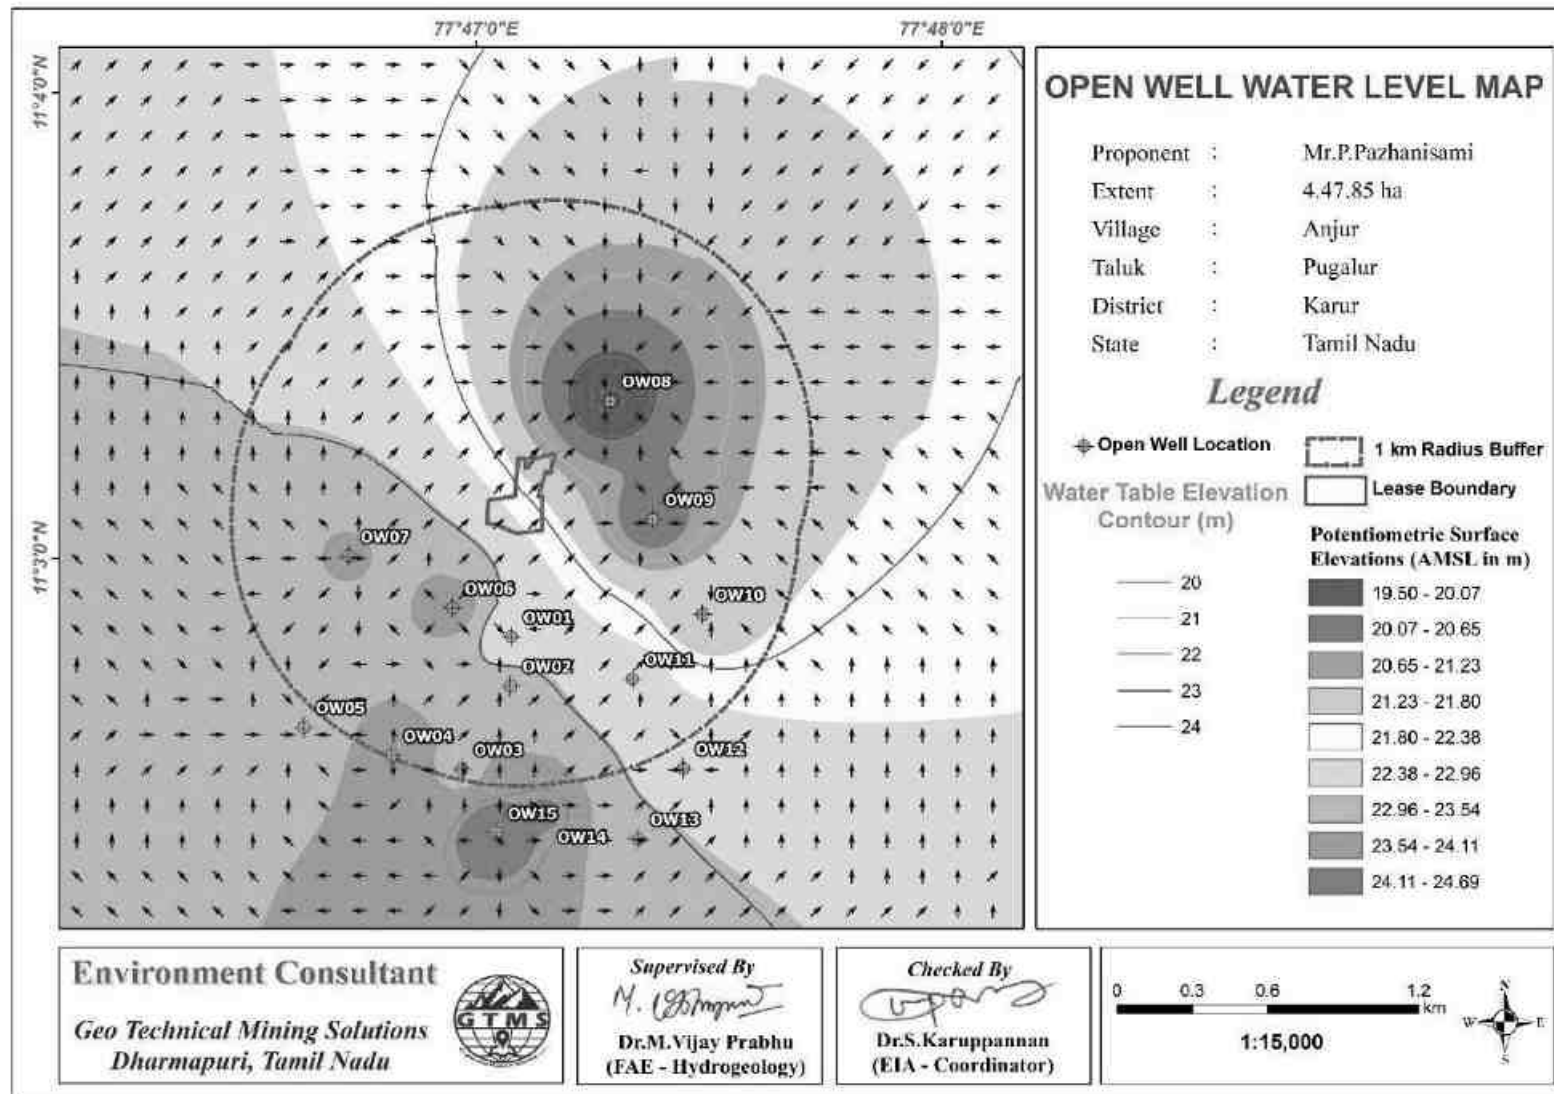 77°47'0"E
77°48'0"E
11°4'0"N
11°3'0"N
OW08
OW09
OW07
OW06
OW10
OW01
OW11
OW02
OW05
OW04
OW03
OW12
OW15
OW14
OW13
OPEN WELL WATER LEVEL MAP
Proponent : Mr.P.Pazhanisami
Extent : 4.47.85 ha
Village : Anjur
Taluk : Pugalur
District : Karur
State : Tamil Nadu
Legend
Open Well Location
1 km Radius Buffer
Lease Boundary
Water Table Elevation
Contour (m)
20
21
22
23
24
Potentiometric Surface
Elevations (AMSL in m)
19.50 - 20.07
20.07 - 20.65
20.65 - 21.23
21.23 - 21.80
21.80 - 22.38
22.38 - 22.96
22.96 - 23.54
23.54 - 24.11
24.11 - 24.69
Environment Consultant
Geo Technical Mining Solutions
Dharmapuri, Tamil Nadu
GTMS
Supervised By
Dr.M.Vijay Prabhu
(FAE - Hydrogeology)
Checked By
Dr.S.Karuppannan
(EIA - Coordinator)
0 0.3 0.6 1.2
km
1:15,000
N
W E
S